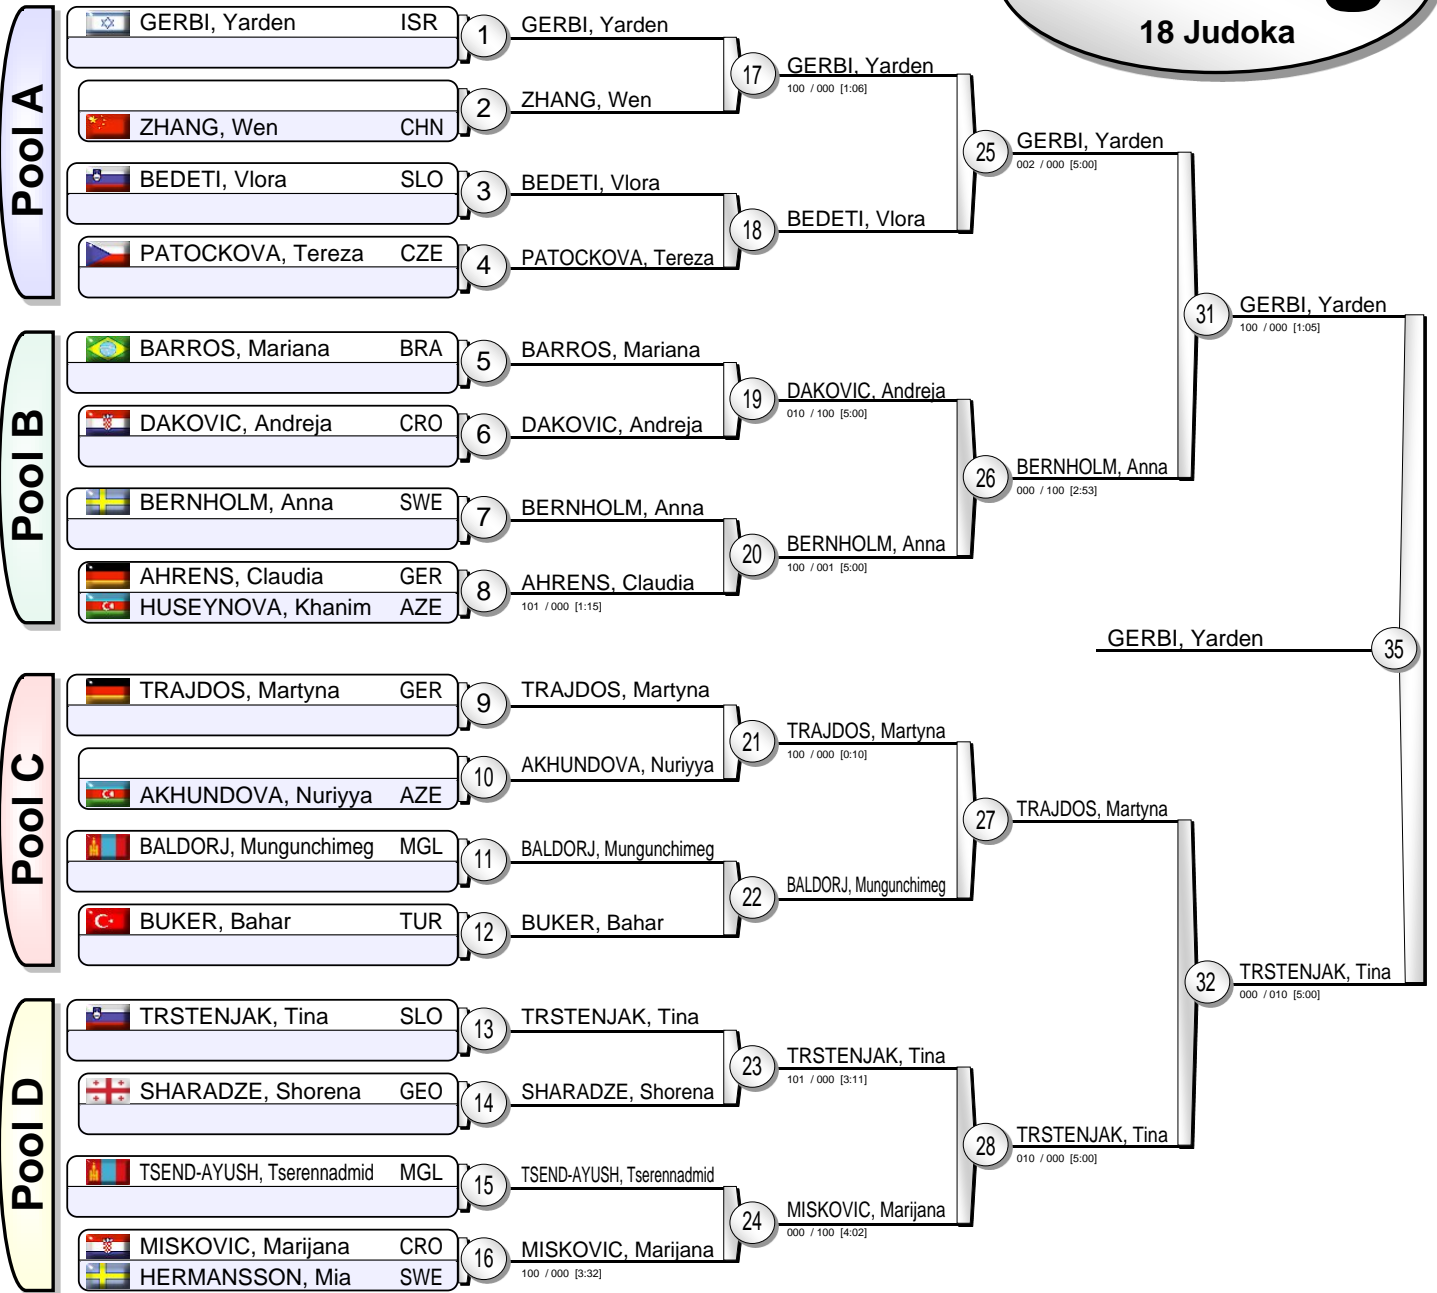 18 Judoka
Pool A
GERBI, Yarden ISR
1
GERBI, Yarden
ZHANG, Wen CHN
2
ZHANG, Wen
17
GERBI, Yarden
100 / 000 [1:06]
BEDETI, Vlora SLO
3
BEDETI, Vlora
PATOCKOVA, Tereza CZE
4
PATOCKOVA, Tereza
18
BEDETI, Vlora
25
GERBI, Yarden
002 / 000 [5:00]
Pool B
BARROS, Mariana BRA
5
BARROS, Mariana
DAKOVIC, Andreja CRO
6
DAKOVIC, Andreja
19
DAKOVIC, Andreja
010 / 100 [5:00]
BERNHOLM, Anna SWE
7
BERNHOLM, Anna
AHRENS, Claudia GER
HUSEYNOVA, Khanim AZE
8
AHRENS, Claudia
101 / 000 [1:15]
20
BERNHOLM, Anna
100 / 001 [5:00]
26
BERNHOLM, Anna
000 / 100 [2:53]
31
GERBI, Yarden
100 / 000 [1:05]
GERBI, Yarden
35
Pool C
TRAJDOS, Martyna GER
9
TRAJDOS, Martyna
AKHUNDOVA, Nuriyya AZE
10
AKHUNDOVA, Nuriyya
21
TRAJDOS, Martyna
100 / 000 [0:10]
BALDORJ, Mungunchimeg MGL
11
BALDORJ, Mungunchimeg
BUKER, Bahar TUR
12
BUKER, Bahar
22
BALDORJ, Mungunchimeg
27
TRAJDOS, Martyna
Pool D
TRSTENJAK, Tina SLO
13
TRSTENJAK, Tina
SHARADZE, Shorena GEO
14
SHARADZE, Shorena
23
TRSTENJAK, Tina
101 / 000 [3:11]
TSEND-AYUSH, Tserennadmid MGL
15
TSEND-AYUSH, Tserennadmid
MISKOVIC, Marijana CRO
HERMANSSON, Mia SWE
16
MISKOVIC, Marijana
100 / 000 [3:32]
24
MISKOVIC, Marijana
000 / 100 [4:02]
28
TRSTENJAK, Tina
010 / 000 [5:00]
32
TRSTENJAK, Tina
000 / 010 [5:00]